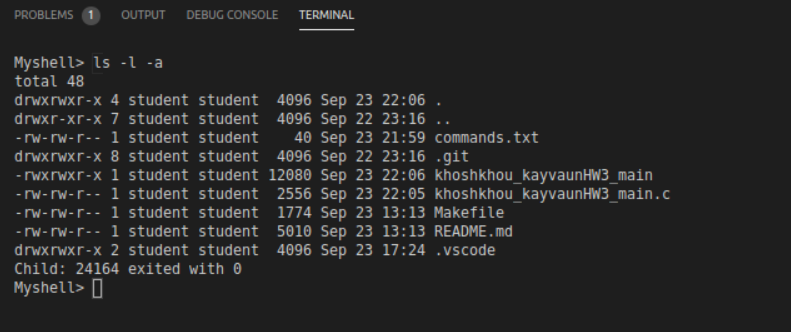 PROBLEMS 1 OUTPUT DEBUG CONSOLE TERMINAL
Myshell> ls -l -a
total 48
drwxrwxr-x 4 student student  4096 Sep 23 22:06 .
drwxr-xr-x 7 student student  4096 Sep 22 23:16 ..
-rw-rw-r-- 1 student student    40 Sep 23 21:59 commands.txt
drwxrwxr-x 8 student student  4096 Sep 22 23:16 .git
-rwxrwxr-x 1 student student 12080 Sep 23 22:06 khoshkhou_kayvaunHW3_main
-rw-rw-r-- 1 student student  2556 Sep 23 22:05 khoshkhou_kayvaunHW3_main.c
-rw-rw-r-- 1 student student  1774 Sep 23 13:13 Makefile
-rw-rw-r-- 1 student student  5010 Sep 23 13:13 README.md
drwxrwxr-x 2 student student  4096 Sep 23 17:24 .vscode
Child: 24164 exited with 0
Myshell>